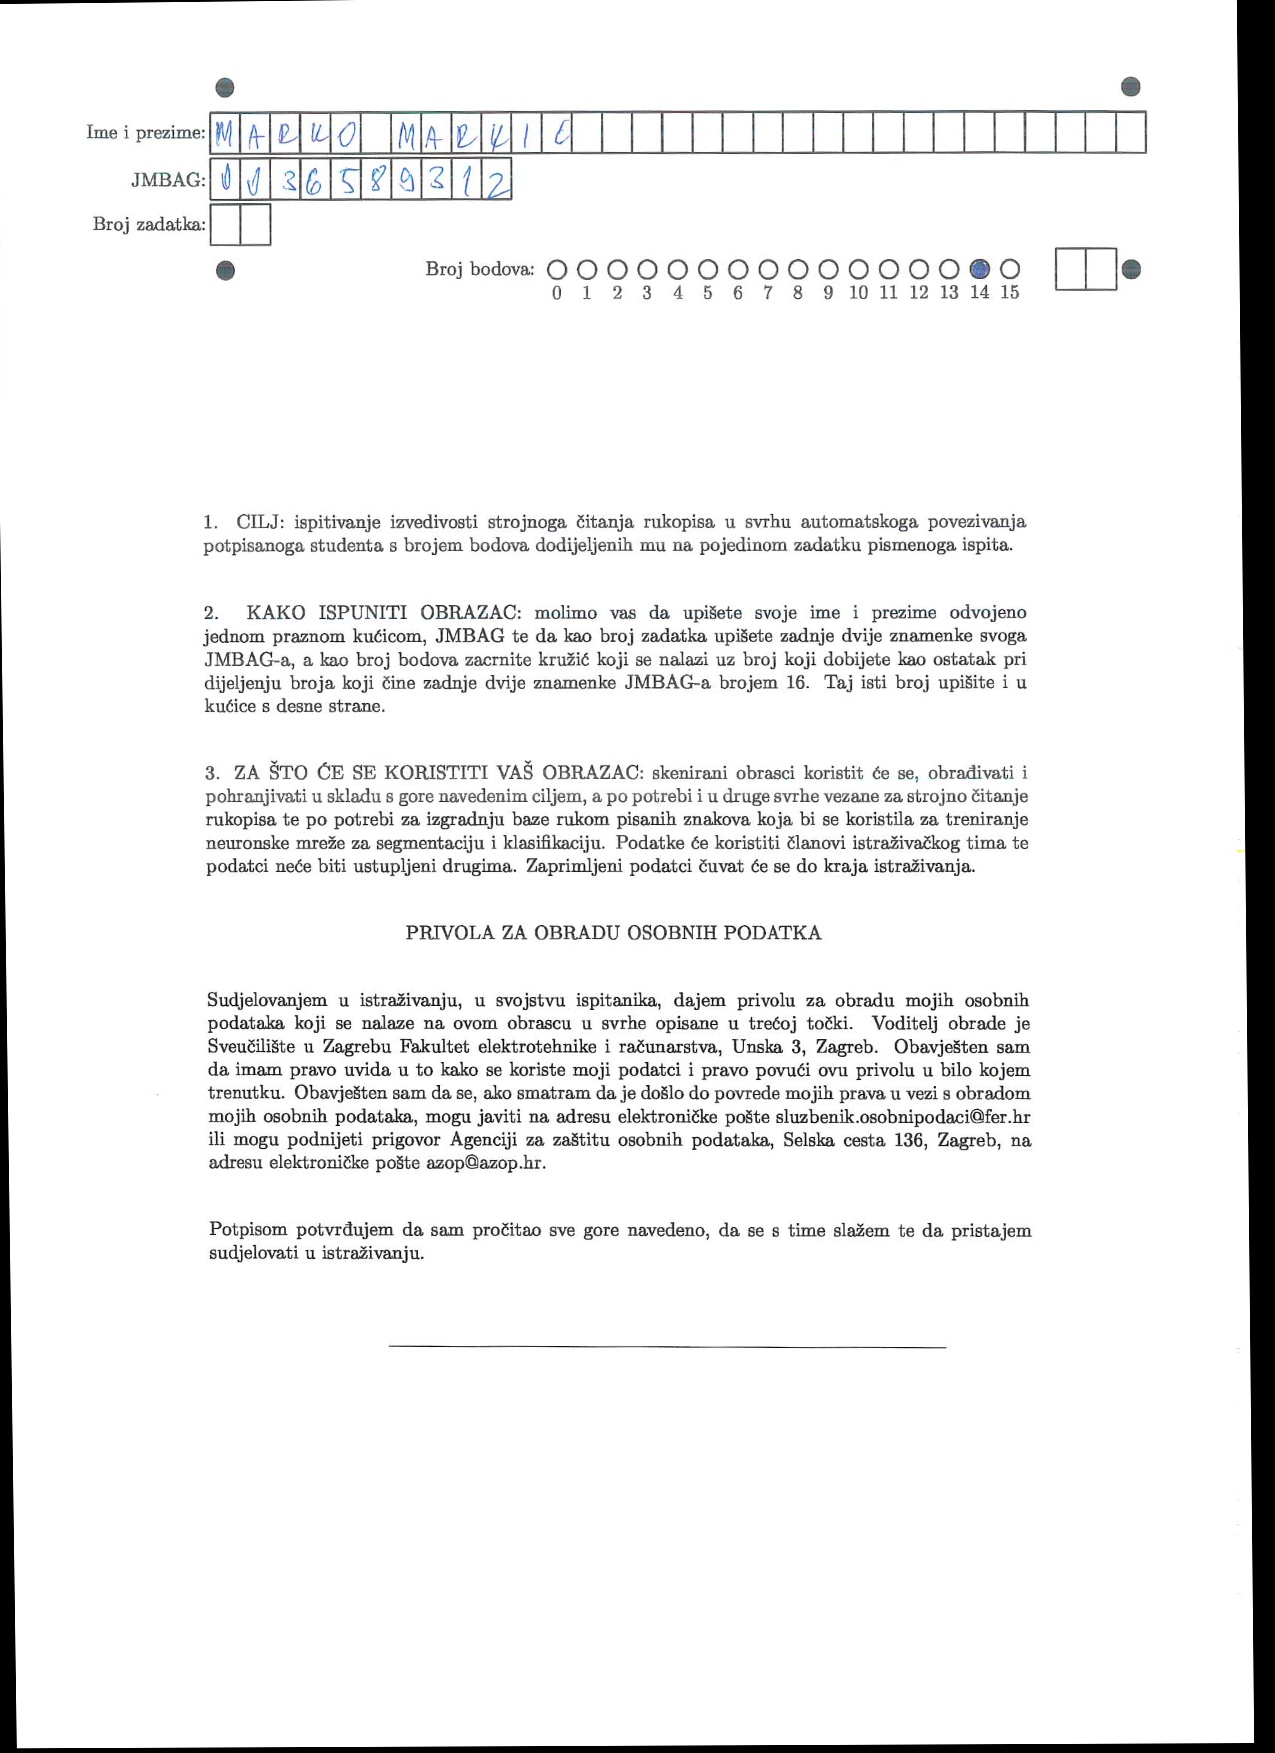 Ime i prezime: MARKO MARKIĆ
JMBAG: 0036589312
Broj zadatka:
Broj bodova:
0 1 2 3 4 5 6 7 8 9 10 11 12 13 14 15
1. CILJ: ispitivanje izvedivosti strojnoga čitanja rukopisa u svrhu automatskoga povezivanja
potpisanoga studenta s brojem bodova dodijeljenih mu na pojedinom zadatku pismenoga ispita.
2. KAKO ISPUNITI OBRAZAC: molimo vas da upišete svoje ime i prezime odvojeno
jednom praznom kućicom, JMBAG te da kao broj zadatka upišete zadnje dvije znamenke svoga
JMBAG-a, a kao broj bodova zacrnite kružić koji se nalazi uz broj koji dobijete kao ostatak pri
dijeljenju broja koji čine zadnje dvije znamenke JMBAG-a brojem 16. Taj isti broj upišite i u
kućice s desne strane.
3. ZA ŠTO ĆE SE KORISTITI VAŠ OBRAZAC: skenirani obrasci koristit će se, obrađivati i
pohranjivati u skladu s gore navedenim ciljem, a po potrebi i u druge svrhe vezane za strojno čitanje
rukopisa te po potrebi za izgradnju baze rukom pisanih znakova koja bi se koristila za treniranje
neuronske mreže za segmentaciju i klasifikaciju. Podatke će koristiti članovi istraživačkog tima te
podatci neće biti ustupljeni drugima. Zaprimljeni podatci čuvat će se do kraja istraživanja.
PRIVOLA ZA OBRADU OSOBNIH PODATKA
Sudjelovanjem u istraživanju, u svojstvu ispitanika, dajem privolu za obradu mojih osobnih
podataka koji se nalaze na ovom obrascu u svrhe opisane u trećoj točki. Voditelj obrade je
Sveučilište u Zagrebu Fakultet elektrotehnike i računarstva, Unska 3, Zagreb. Obavješten sam
da imam pravo uvida u to kako se koriste moji podatci i pravo povući ovu privolu u bilo kojem
trenutku. Obavješten sam da se, ako smatram da je došlo do povrede mojih prava u vezi s obradom
mojih osobnih podataka, mogu javiti na adresu elektroničke pošte sluzbenik.osobnipodaci@fer.hr
ili mogu podnijeti prigovor Agenciji za zaštitu osobnih podataka, Selska cesta 136, Zagreb, na
adresu elektroničke pošte azop@azop.hr.
Potpisom potvrđujem da sam pročitao sve gore navedeno, da se s time slažem te da pristajem
sudjelovati u istraživanju.